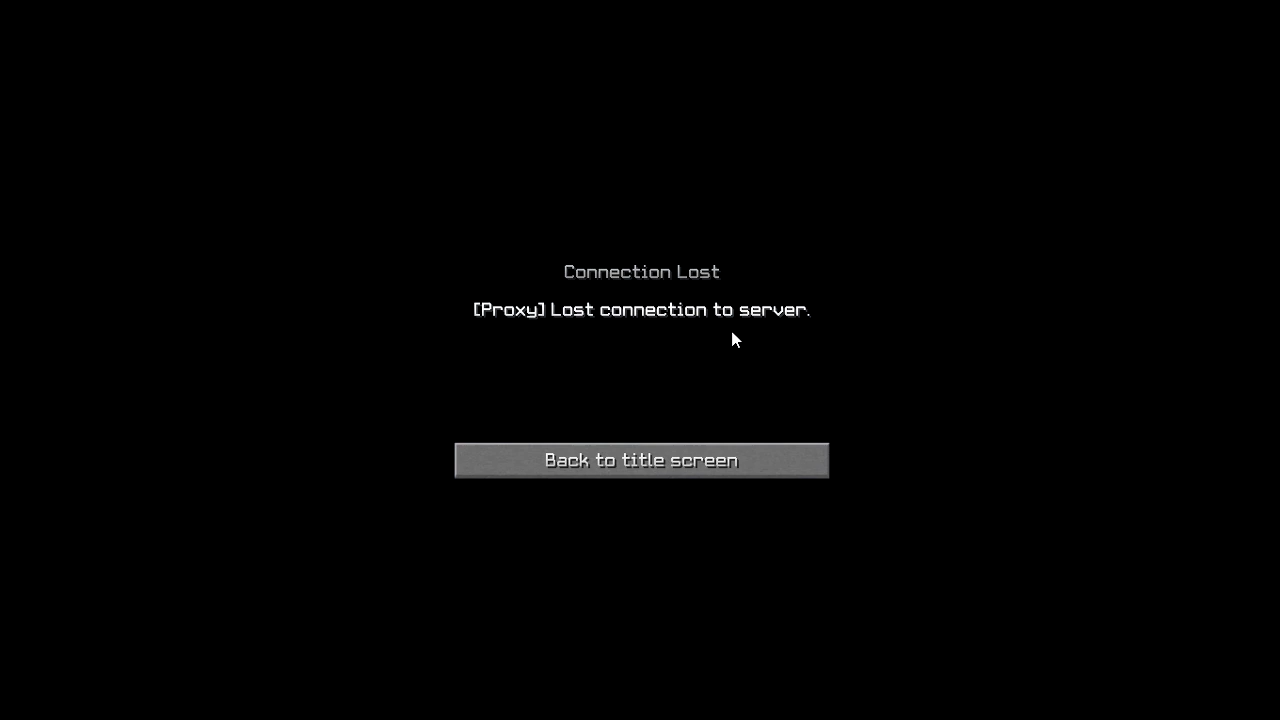 Connection Lost
[Proxy] Lost connection to server.
Back to title screen